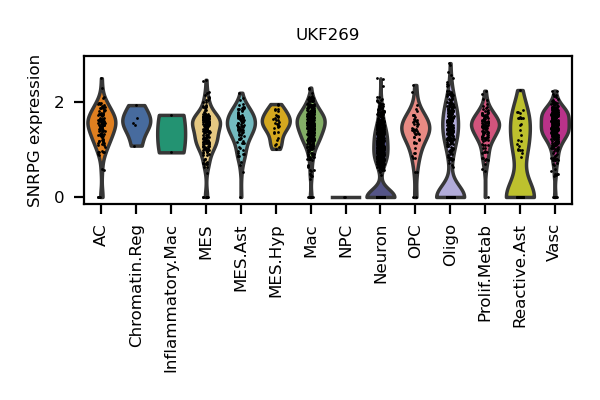 UKF269
SNRPG expression
2
0
AC
Chromatin.Reg
Inflammatory.Mac
MES
MES.Ast
MES.Hyp
Mac
NPC
Neuron
OPC
Oligo
Prolif.Metab
Reactive.Ast
Vasc